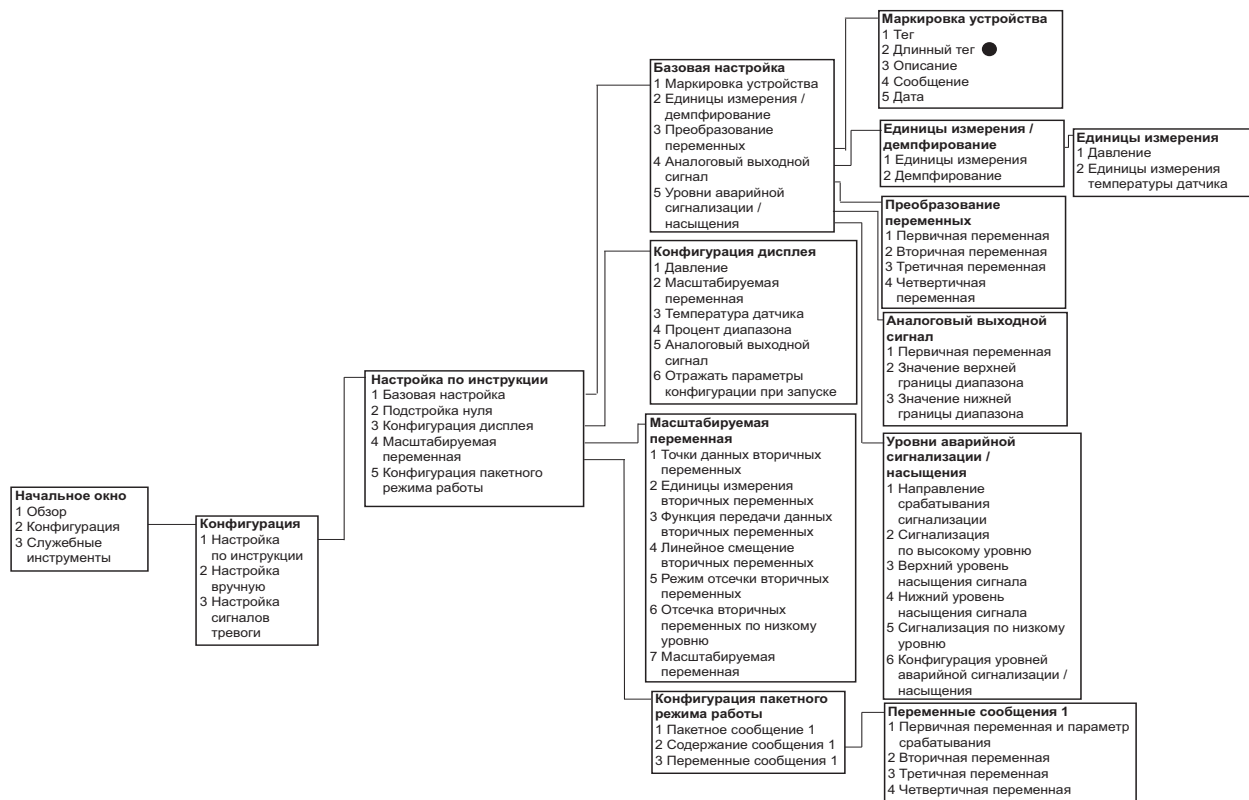 Начальное окно
1 Обзор
2 Конфигурация
3 Служебные
инструменты
Конфигурация
1 Настройка
по инструкции
2 Настройка
вручную
3 Настройка
сигналов
тревоги
Настройка по инструкции
1 Базовая настройка
2 Подстройка нуля
3 Конфигурация дисплея
4 Масштабируемая
переменная
5 Конфигурация пакетного
режима работы
Базовая настройка
1 Маркировка устройства
2 Единицы измерения /
демпфирование
3 Преобразование
переменных
4 Аналоговый выходной
сигнал
5 Уровни аварийной
сигнализации /
насыщения
Конфигурация дисплея
1 Давление
2 Масштабируемая
переменная
3 Температура датчика
4 Процент диапазона
5 Аналоговый выходной
сигнал
6 Отражать параметры
конфигурации при запуске
Масштабируемая
переменная
1 Точки данных вторичных
переменных
2 Единицы измерения
вторичных переменных
3 Функция передачи данных
вторичных переменных
4 Линейное смещение
вторичных переменных
5 Режим отсечки вторичных
переменных
6 Отсечка вторичных
переменных по низкому
уровню
7 Масштабируемая
переменная
Конфигурация пакетного
режима работы
1 Пакетное сообщение 1
2 Содержание сообщения 1
3 Переменные сообщения 1
Маркировка устройства
1 Тег
2 Длинный тег
3 Описание
4 Сообщение
5 Дата
Единицы измерения /
демпфирование
1 Единицы измерения
2 Демпфирование
Единицы измерения
1 Давление
2 Единицы измерения
температуры датчика
Преобразование
переменных
1 Первичная переменная
2 Вторичная переменная
3 Третичная переменная
4 Четвертичная
переменная
Аналоговый выходной
сигнал
1 Первичная переменная
2 Значение верхней
границы диапазона
3 Значение нижней
границы диапазона
Уровни аварийной
сигнализации /
насыщения
1 Направление
срабатывания
сигнализации
2 Сигнализация
по высокому уровню
3 Верхний уровень
насыщения сигнала
4 Нижний уровень
насыщения сигнала
5 Сигнализация по низкому
уровню
6 Конфигурация уровней
аварийной сигнализации /
насыщения
Переменные сообщения 1
1 Первичная переменная и параметр
срабатывания
2 Вторичная переменная
3 Третичная переменная
4 Четвертичная переменная